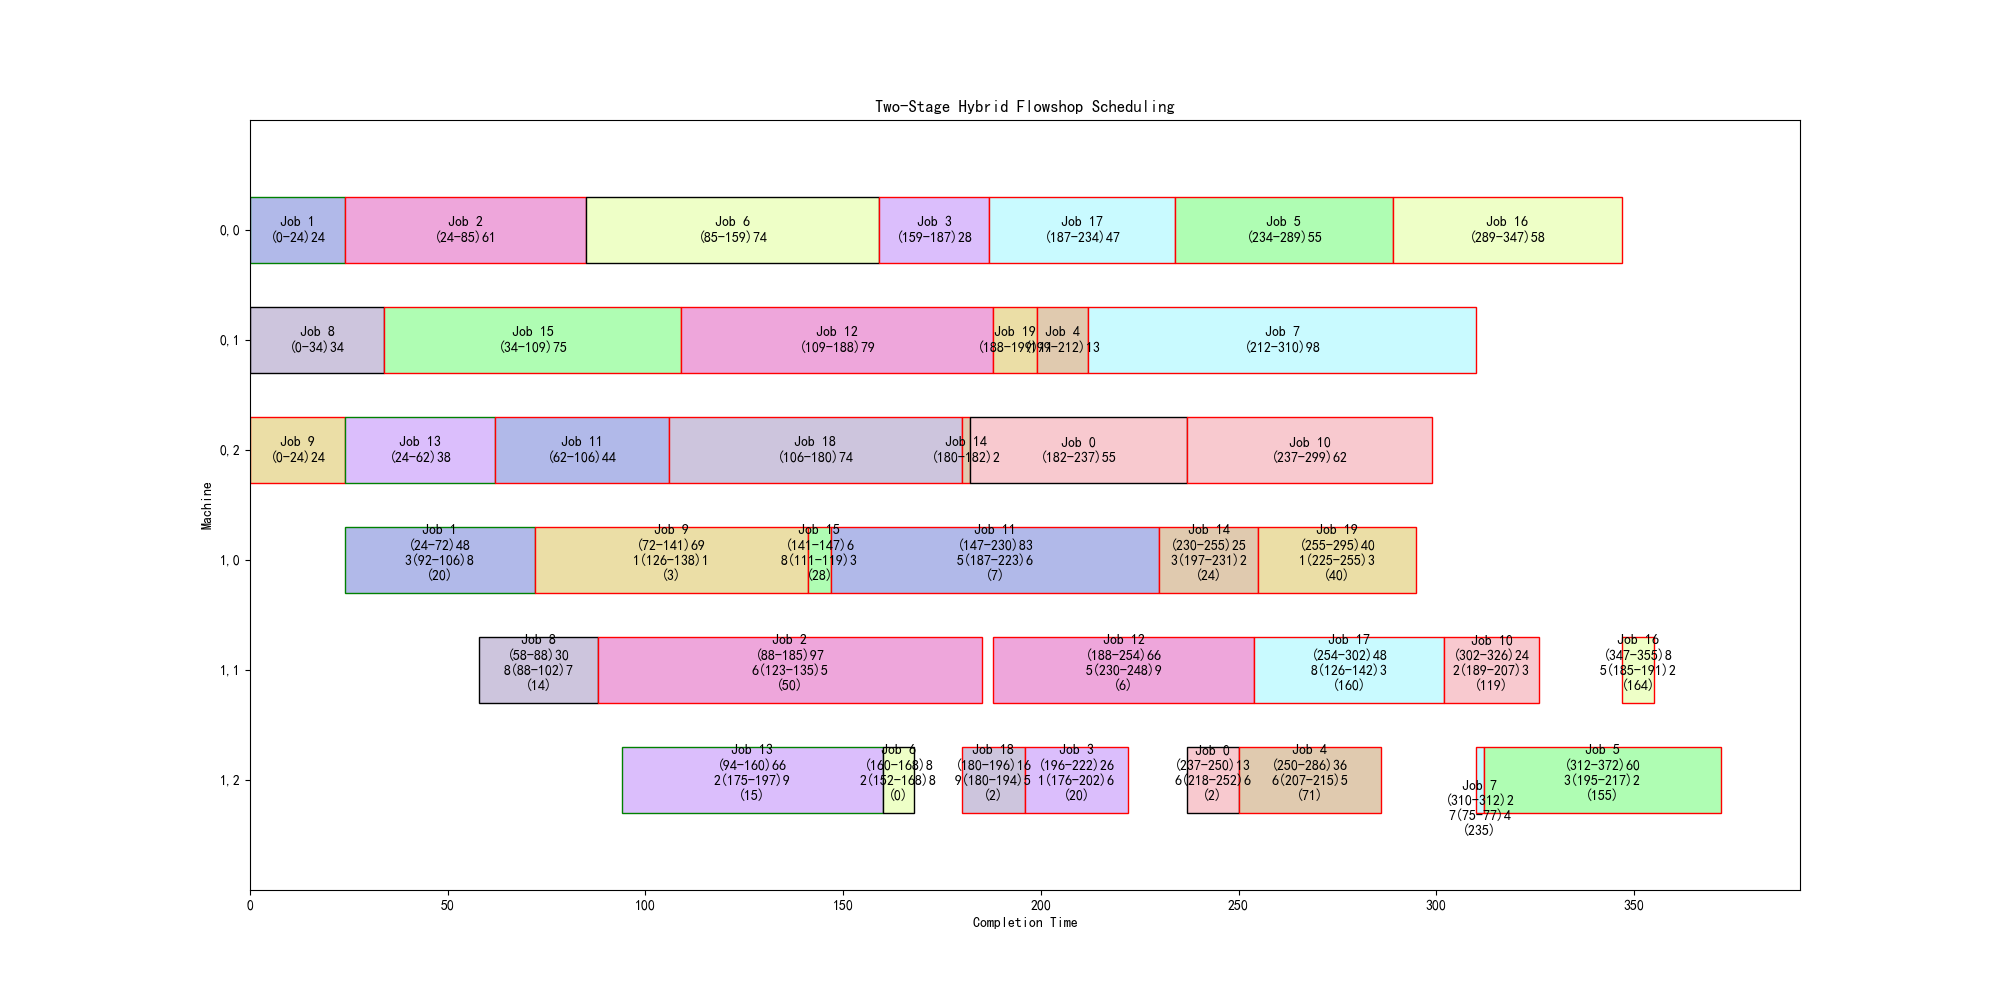 Two-Stage Hybrid Flowshop Scheduling
0,0
Job 1
(0-24)24
Job 2
(24-85)61
Job 6
(85-159)74
Job 3
(159-187)28
Job 17
(187-234)47
Job 5
(234-289)55
Job 16
(289-347)58
0,1
Job 8
(0-34)34
Job 15
(34-109)75
Job 12
(109-188)79
Job 19
(188-199)11
Job 4
(199-212)13
Job 7
(212-310)98
0,2
Job 9
(0-24)24
Job 13
(24-62)38
Job 11
(62-106)44
Job 18
(106-180)74
Job 14
(180-182)2
Job 0
(182-237)55
Job 10
(237-299)62
Machine
1,0
Job 1
(24-72)48
3(92-106)8
(20)
Job 9
(72-141)69
1(126-138)1
(3)
Job 15
(141-147)6
8(111-119)3
(28)
Job 11
(147-230)83
5(187-223)6
(7)
Job 14
(230-255)25
3(197-231)2
(24)
Job 19
(255-295)40
1(225-255)3
(40)
1,1
Job 8
(58-88)30
8(88-102)7
(14)
Job 2
(88-185)97
6(123-135)5
(50)
Job 12
(188-254)66
5(230-248)9
(6)
Job 17
(254-302)48
8(126-142)3
(160)
Job 10
(302-326)24
2(189-207)3
(119)
Job 16
(347-355)8
5(185-191)2
(164)
1,2
Job 13
(94-160)66
2(175-197)9
(15)
Job 6
(160-168)8
2(152-168)8
(0)
Job 18
(180-196)16
9(180-194)5
(2)
Job 3
(196-222)26
1(176-202)6
(20)
Job 0
(237-250)13
6(218-252)6
(2)
Job 4
(250-286)36
6(207-215)5
(71)
Job 7
(310-312)2
7(75-77)4
(235)
Job 5
(312-372)60
3(195-217)2
(155)
0
50
100
150
200
250
300
350
Completion Time